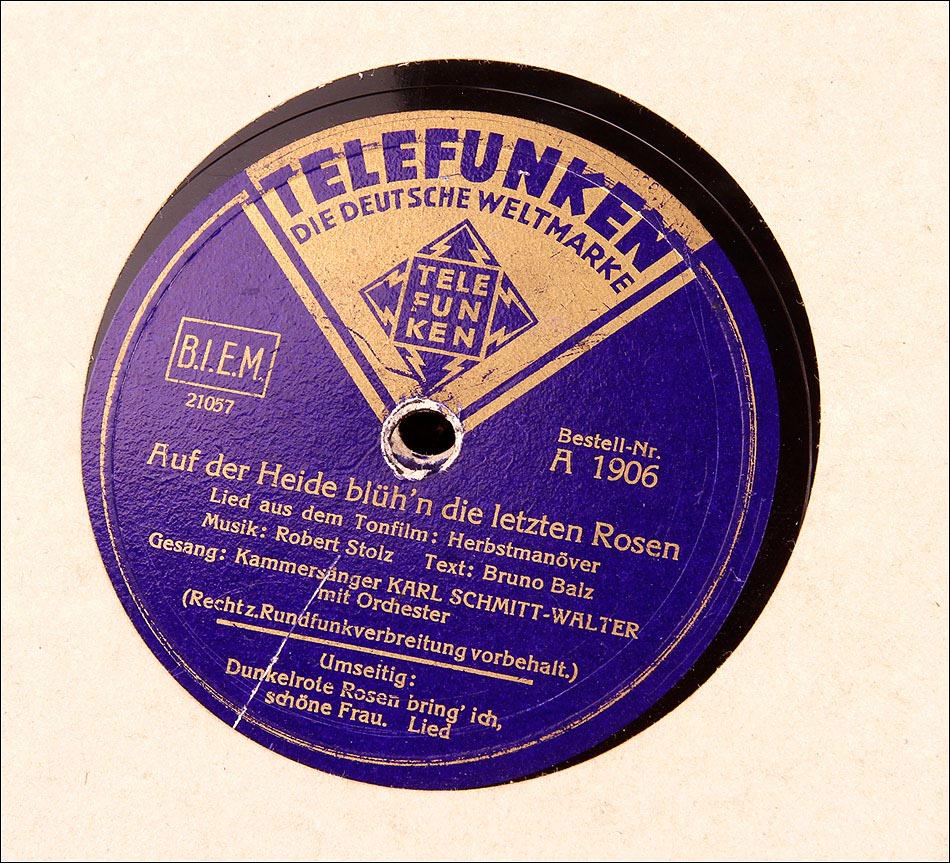 TELEFUNKEN
DIE DEUTSCHE WELTMARKE
TELE
FUN
KEN
B.I.E.M.
21057
Bestell-Nr.
A 1906
Auf der Heide blüh'n die letzten Rosen
Lied aus dem Tonfilm: Herbstmanöver
Musik: Robert Stolz Text: Bruno Balz
Gesang: Kammersänger KARL SCHMITT-WALTER
mit Orchester
(Recht z. Rundfunkverbreitung vorbehalt.)
Umseitig:
Dunkelrote Rosen bring' ich,
schöne Frau. Lied